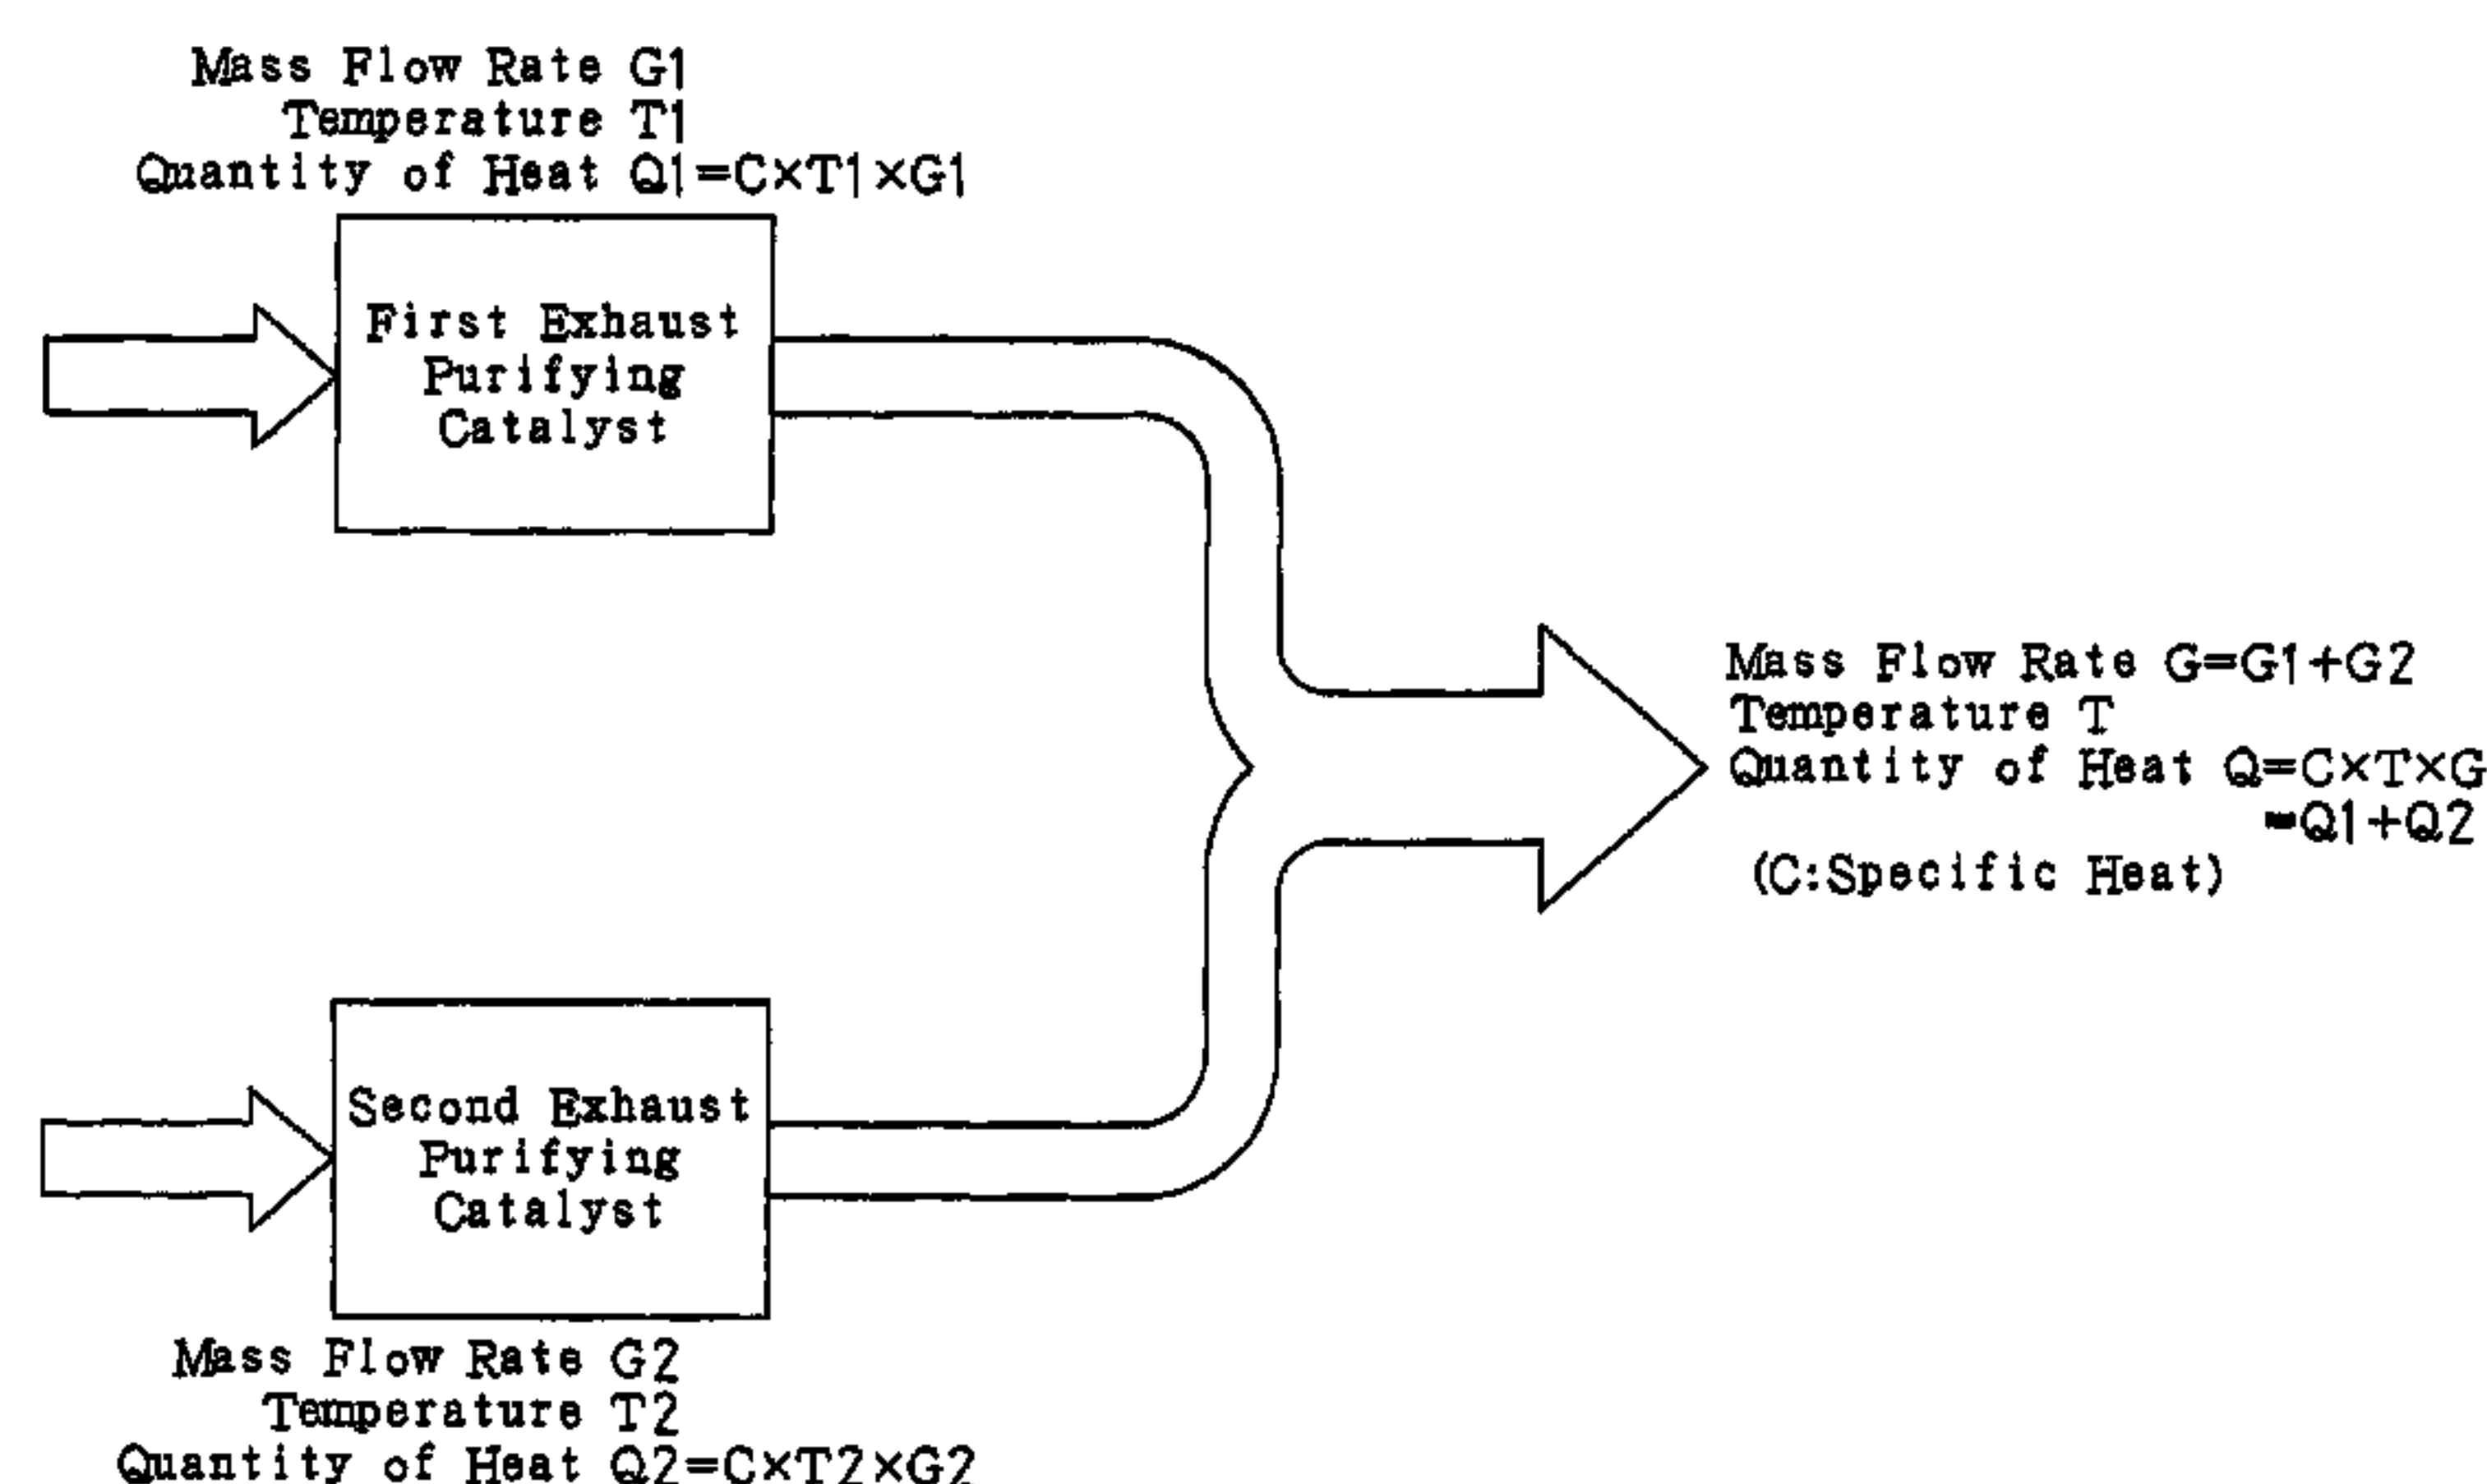 Mass Flow Rate G1
Temperature T1
Quantity of Heat Q1=C×T1×G1
First Exhaust
Purifying
Catalyst
Mass Flow Rate G=G1+G2
Temperature T
Quantity of Heat Q=C×T×G
=Q1+Q2
(C:Specific Heat)
Second Exhaust
Purifying
Catalyst
Mass Flow Rate G2
Temperature T2
Quantity of Heat Q2=C×T2×G2